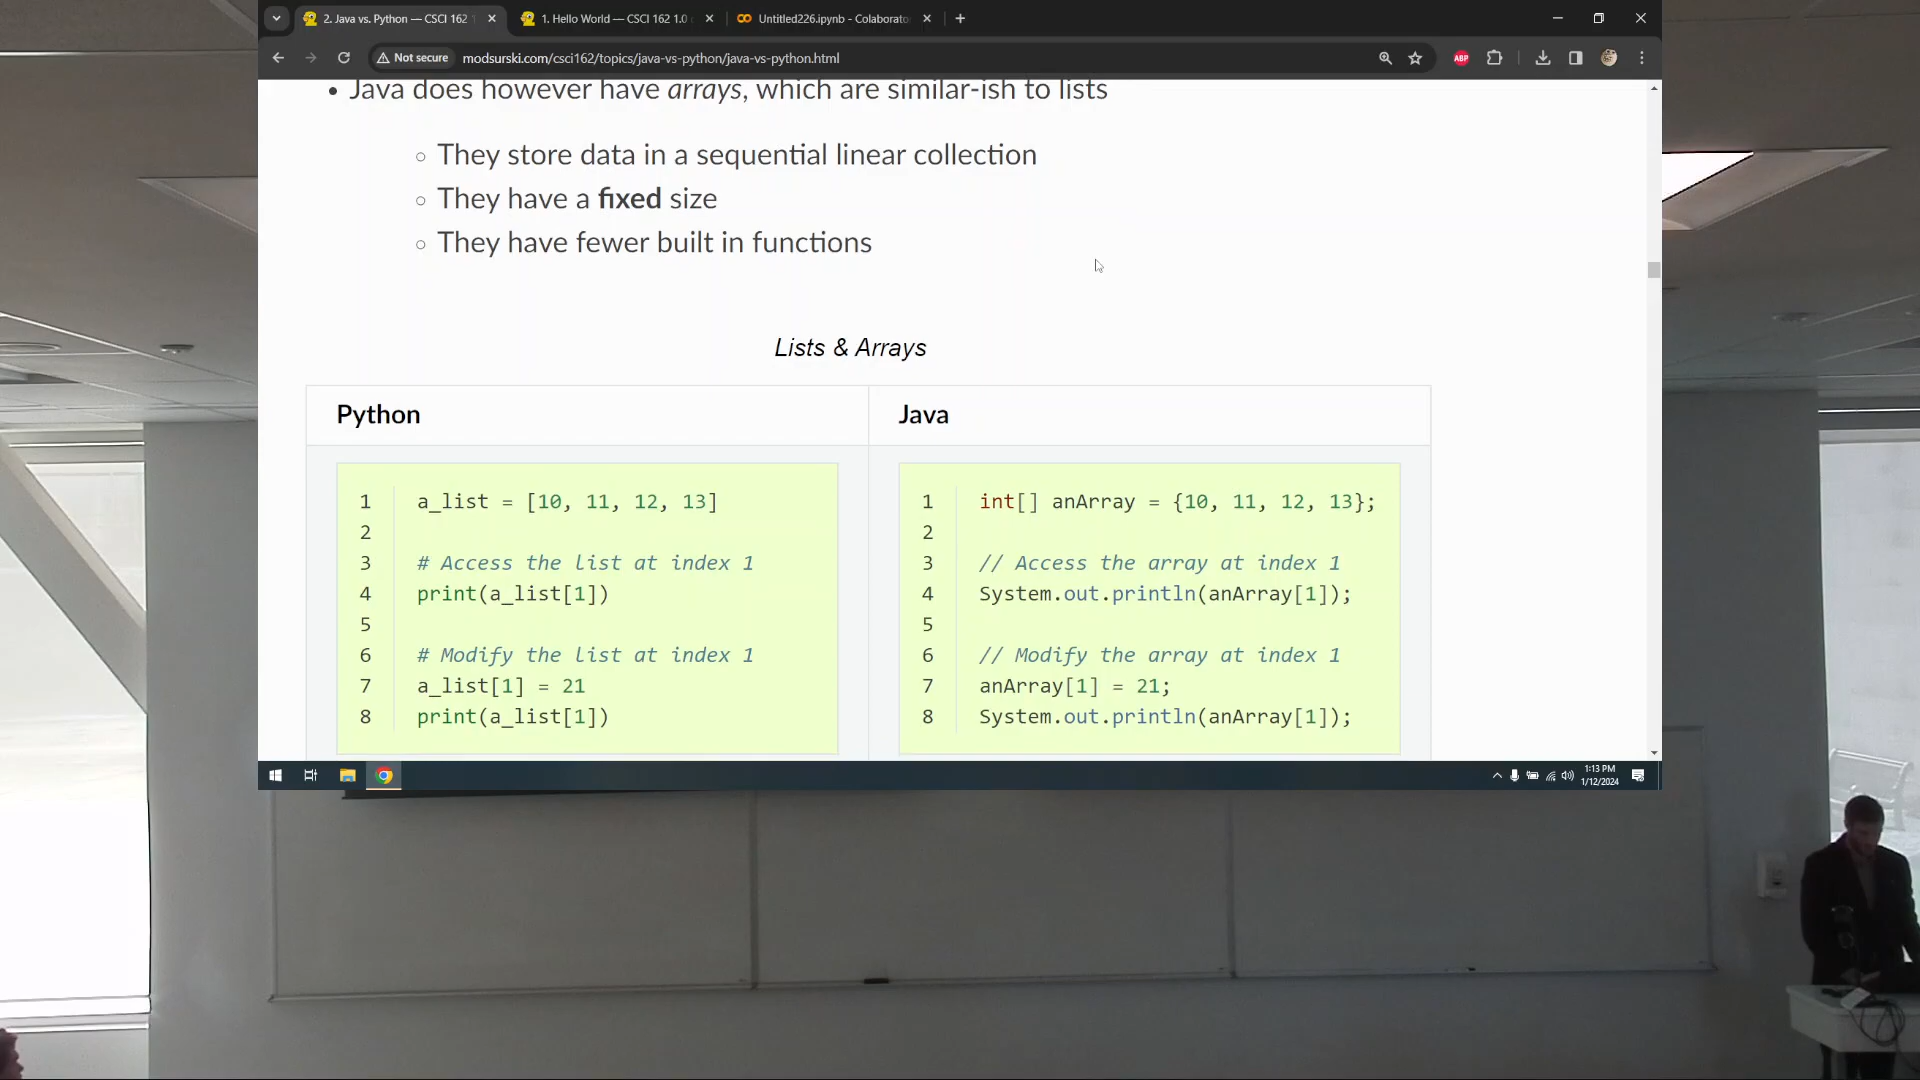 2. Java vs. Python — CSCI 162 1
1. Hello World — CSCI 162 1.0
Untitled226.ipynb - Colaborato
Not secure
modsurski.com/csci162/topics/java-vs-python/java-vs-python.html
ABP
• Java does however have arrays, which are similar-ish to lists
They store data in a sequential linear collection
They have a fixed size
They have fewer built in functions
Lists & Arrays
Python
1 a_list = [10, 11, 12, 13]
2
3 # Access the list at index 1
4 print(a_list[1])
5
6 # Modify the list at index 1
7 a_list[1] = 21
8 print(a_list[1])
Java
1 int[] anArray = {10, 11, 12, 13};
2
3 // Access the array at index 1
4 System.out.println(anArray[1]);
5
6 // Modify the array at index 1
7 anArray[1] = 21;
8 System.out.println(anArray[1]);
1:13 PM
1/12/2024